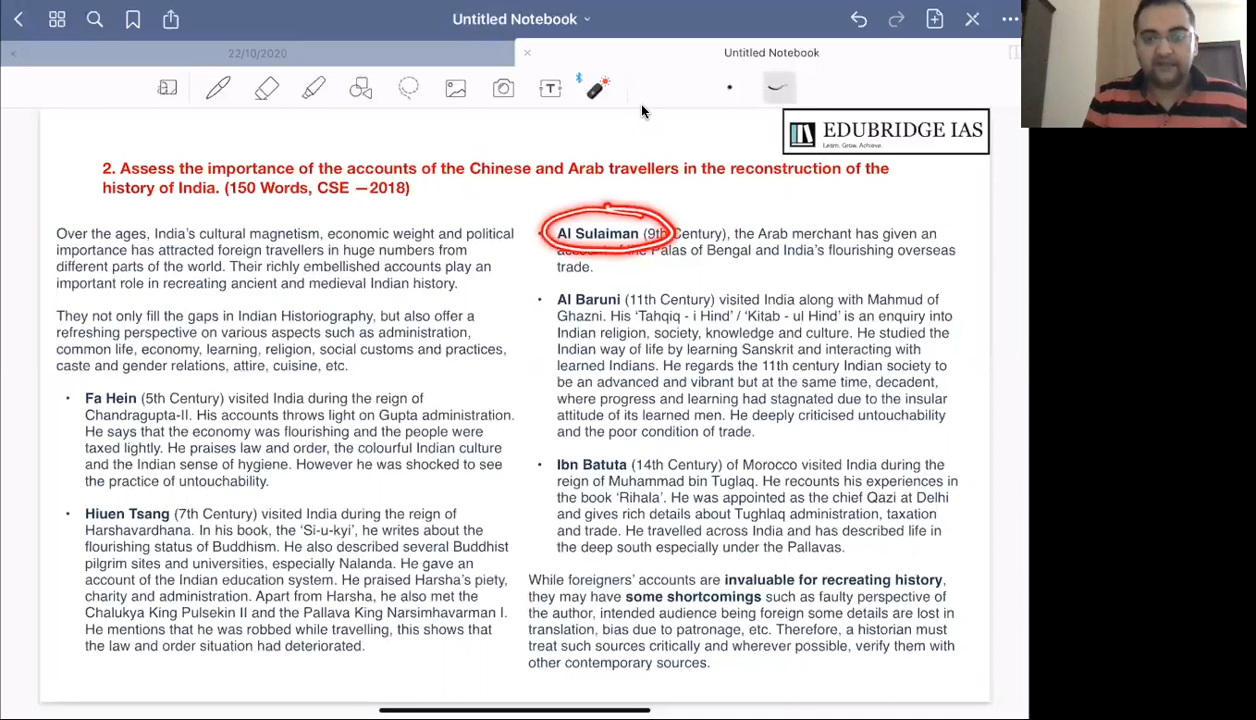 Untitled Notebook
22/10/2020
Untitled Notebook
T
EDUBRIDGE IAS
Learn. Grow. Achieve.
2. Assess the importance of the accounts of the Chinese and Arab travellers in the reconstruction of the
history of India. (150 Words, CSE —2018)
Over the ages, India's cultural magnetism, economic weight and political
importance has attracted foreign travellers in huge numbers from
different parts of the world. Their richly embellished accounts play an
important role in recreating ancient and medieval Indian history.
They not only fill the gaps in Indian Historiography, but also offer a
refreshing perspective on various aspects such as administration,
common life, economy, learning, religion, social customs and practices,
caste and gender relations, attire, cuisine, etc.
• Fa Hein (5th Century) visited India during the reign of
Chandragupta-II. His accounts throws light on Gupta administration.
He says that the economy was flourishing and the people were
taxed lightly. He praises law and order, the colourful Indian culture
and the Indian sense of hygiene. However he was shocked to see
the practice of untouchability.
• Hiuen Tsang (7th Century) visited India during the reign of
Harshavardhana. In his book, the 'Si-u-kyi', he writes about the
flourishing status of Buddhism. He also described several Buddhist
pilgrim sites and universities, especially Nalanda. He gave an
account of the Indian education system. He praised Harsha's piety,
charity and administration. Apart from Harsha, he also met the
Chalukya King Pulsekin II and the Pallava King Narsimhavarman I.
He mentions that he was robbed while travelling, this shows that
the law and order situation had deteriorated.
• Al Sulaiman (9th Century), the Arab merchant has given an
account of the Palas of Bengal and India's flourishing overseas
trade.
• Al Baruni (11th Century) visited India along with Mahmud of
Ghazni. His 'Tahqiq - i Hind' / 'Kitab - ul Hind' is an enquiry into
Indian religion, society, knowledge and culture. He studied the
Indian way of life by learning Sanskrit and interacting with
learned Indians. He regards the 11th century Indian society to
be an advanced and vibrant but at the same time, decadent,
where progress and learning had stagnated due to the insular
attitude of its learned men. He deeply criticised untouchability
and the poor condition of trade.
• Ibn Batuta (14th Century) of Morocco visited India during the
reign of Muhammad bin Tuglaq. He recounts his experiences in
the book 'Rihala'. He was appointed as the chief Qazi at Delhi
and gives rich details about Tughlaq administration, taxation
and trade. He travelled across India and has described life in
the deep south especially under the Pallavas.
While foreigners' accounts are invaluable for recreating history,
they may have some shortcomings such as faulty perspective of
the author, intended audience being foreign some details are lost in
translation, bias due to patronage, etc. Therefore, a historian must
treat such sources critically and wherever possible, verify them with
other contemporary sources.